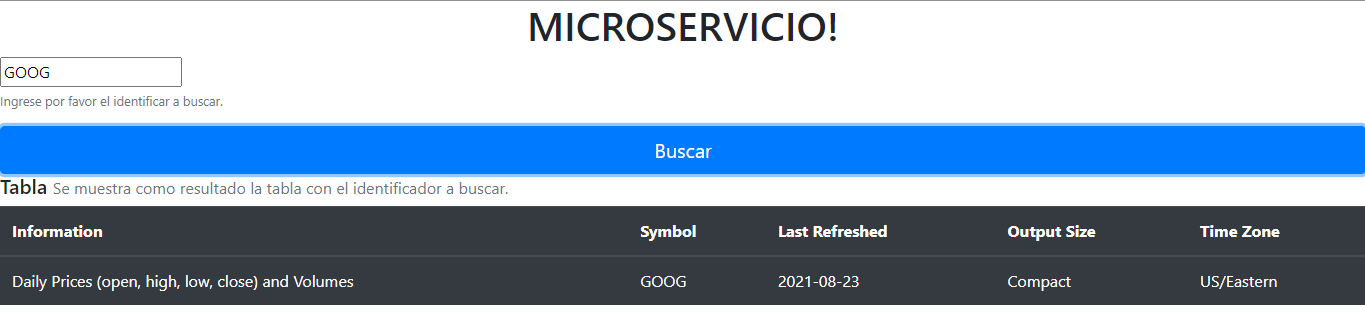 MICROSERVICIO!
GOOG
Ingrese por favor el identificar a buscar.
Buscar
Tabla Se muestra como resultado la tabla con el identificador a buscar.
Information Symbol Last Refreshed Output Size Time Zone
Daily Prices (open, high, low, close) and Volumes GOOG 2021-08-23 Compact US/Eastern